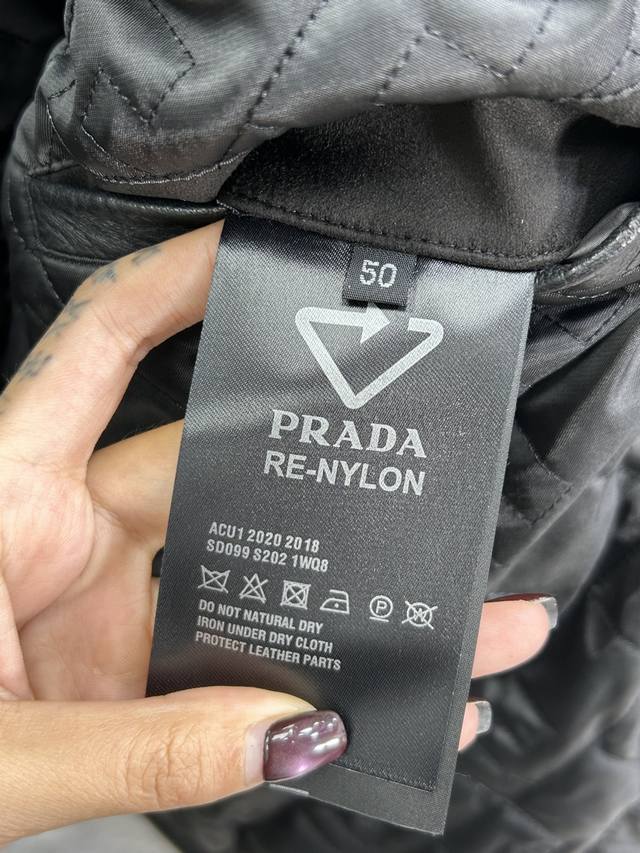 50
PRADA
RE-NYLON
ACU1 2020 2018
SD099 S202 1WQ8
P
DO NOT NATURAL DRY
IRON UNDER DRY CLOTH
PROTECT LEATHER PARTS